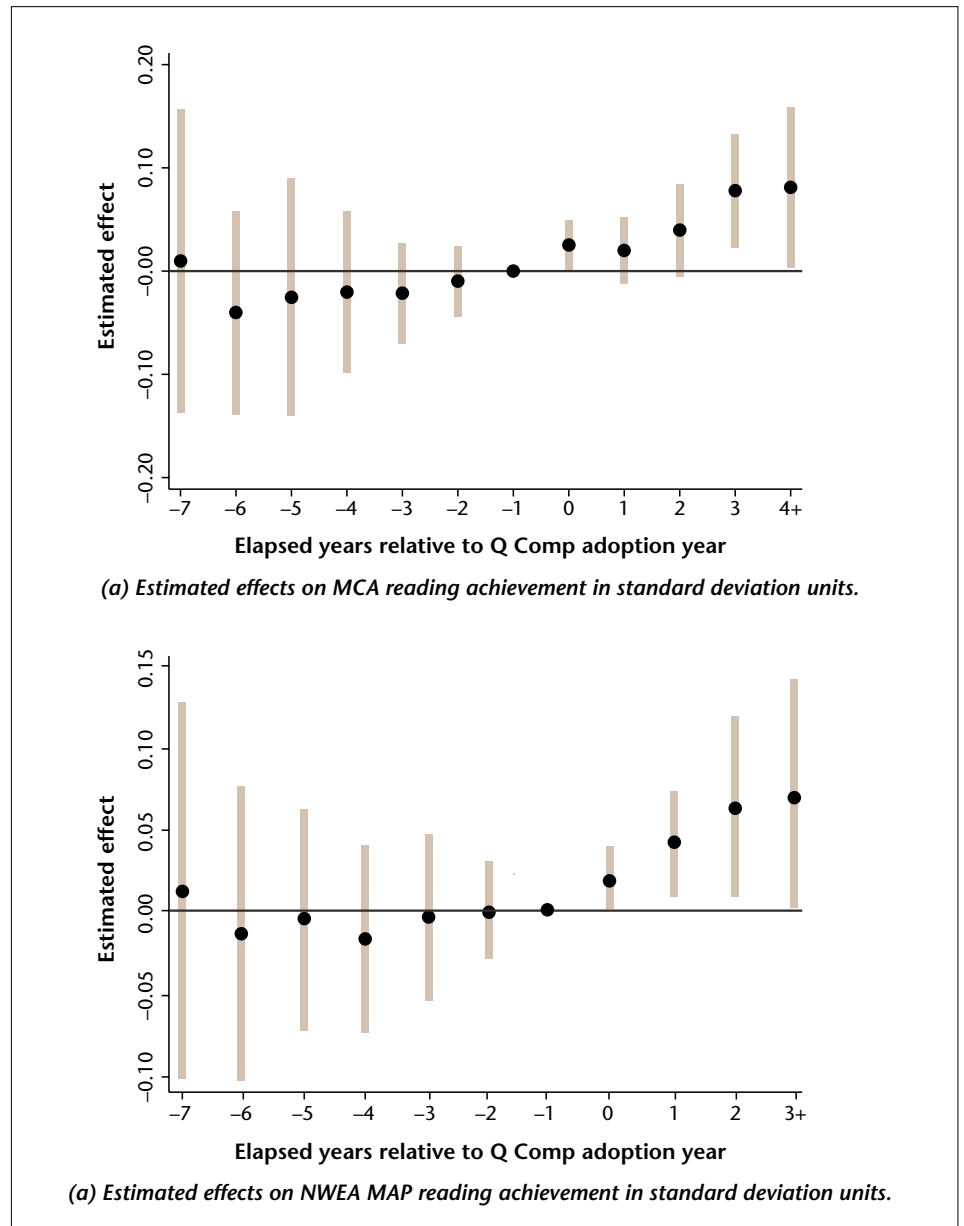 0.20
0.10
−0.00
−0.10
−0.20
Estimated effect
−7 −6 −5 −4 −3 −2 −1 0 1 2 3 4+
Elapsed years relative to Q Comp adoption year
(a) Estimated effects on MCA reading achievement in standard deviation units.
0.15
0.10
0.05
0.00
−0.05
−0.10
Estimated effect
−7 −6 −5 −4 −3 −2 −1 0 1 2 3+
Elapsed years relative to Q Comp adoption year
(a) Estimated effects on NWEA MAP reading achievement in standard deviation units.